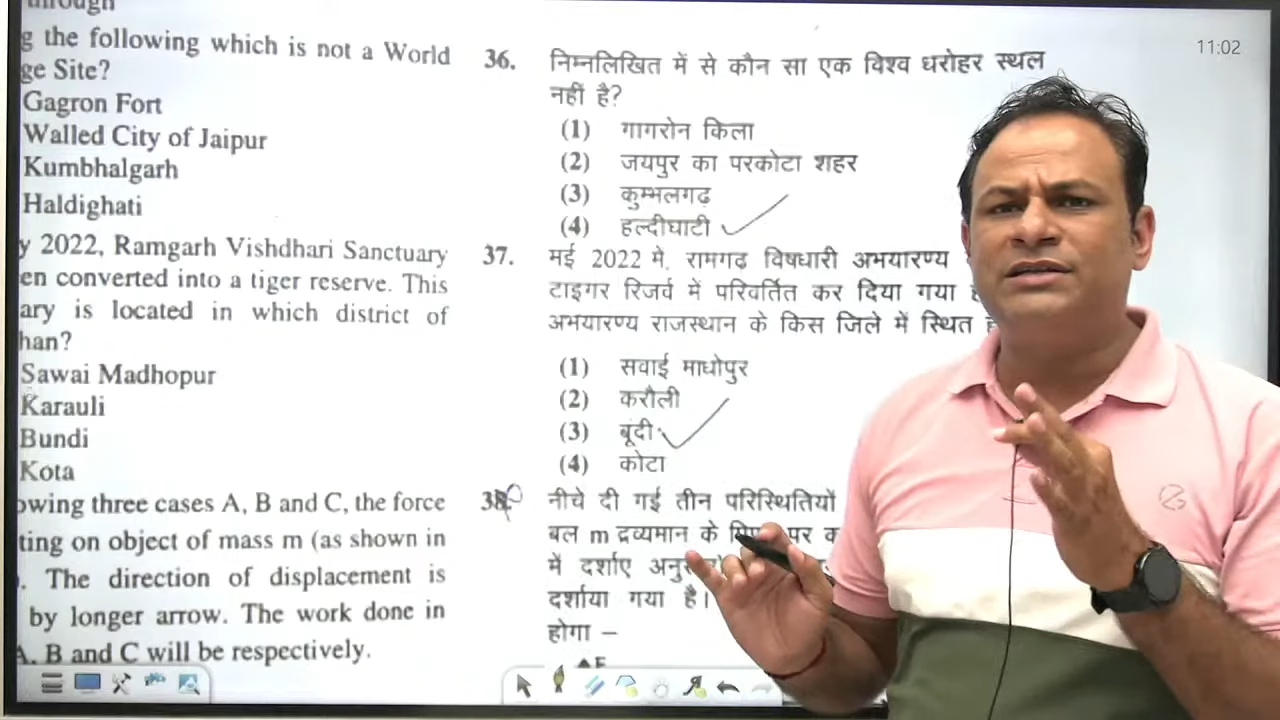 through
g the following which is not a World
ge Site?
Gagron Fort
Walled City of Jaipur
Kumbhalgarh
Haldighati
y 2022, Ramgarh Vishdhari Sanctuary
en converted into a tiger reserve. This
ary is located in which district of
han?
Sawai Madhopur
Karauli
Bundi
Kota
owing three cases A, B and C, the force
ting on object of mass m (as shown in
. The direction of displacement is
by longer arrow. The work done in
A, B and C will be respectively.
36. निम्नलिखित में से कौन सा एक विश्व धरोहर स्थल
नहीं है?
(1) गागरोन किला
(2) जयपुर का परकोटा शहर
(3) कुम्भलगढ़
(4) हल्दीघाटी
37. मई 2022 मे, रामगढ़ विषधारी अभयारण्य
टाइगर रिजर्व में परिवर्तित कर दिया गया
अभयारण्य राजस्थान के किस जिले में स्थित
(1) सवाई माधोपुर
(2) करौली
(3) बूंदी
(4) कोटा
38. नीचे दी गई तीन परिस्थितियों
बल m द्रव्यमान के पर
में दर्शाए
दर्शाया गया है।
होगा –
11:02